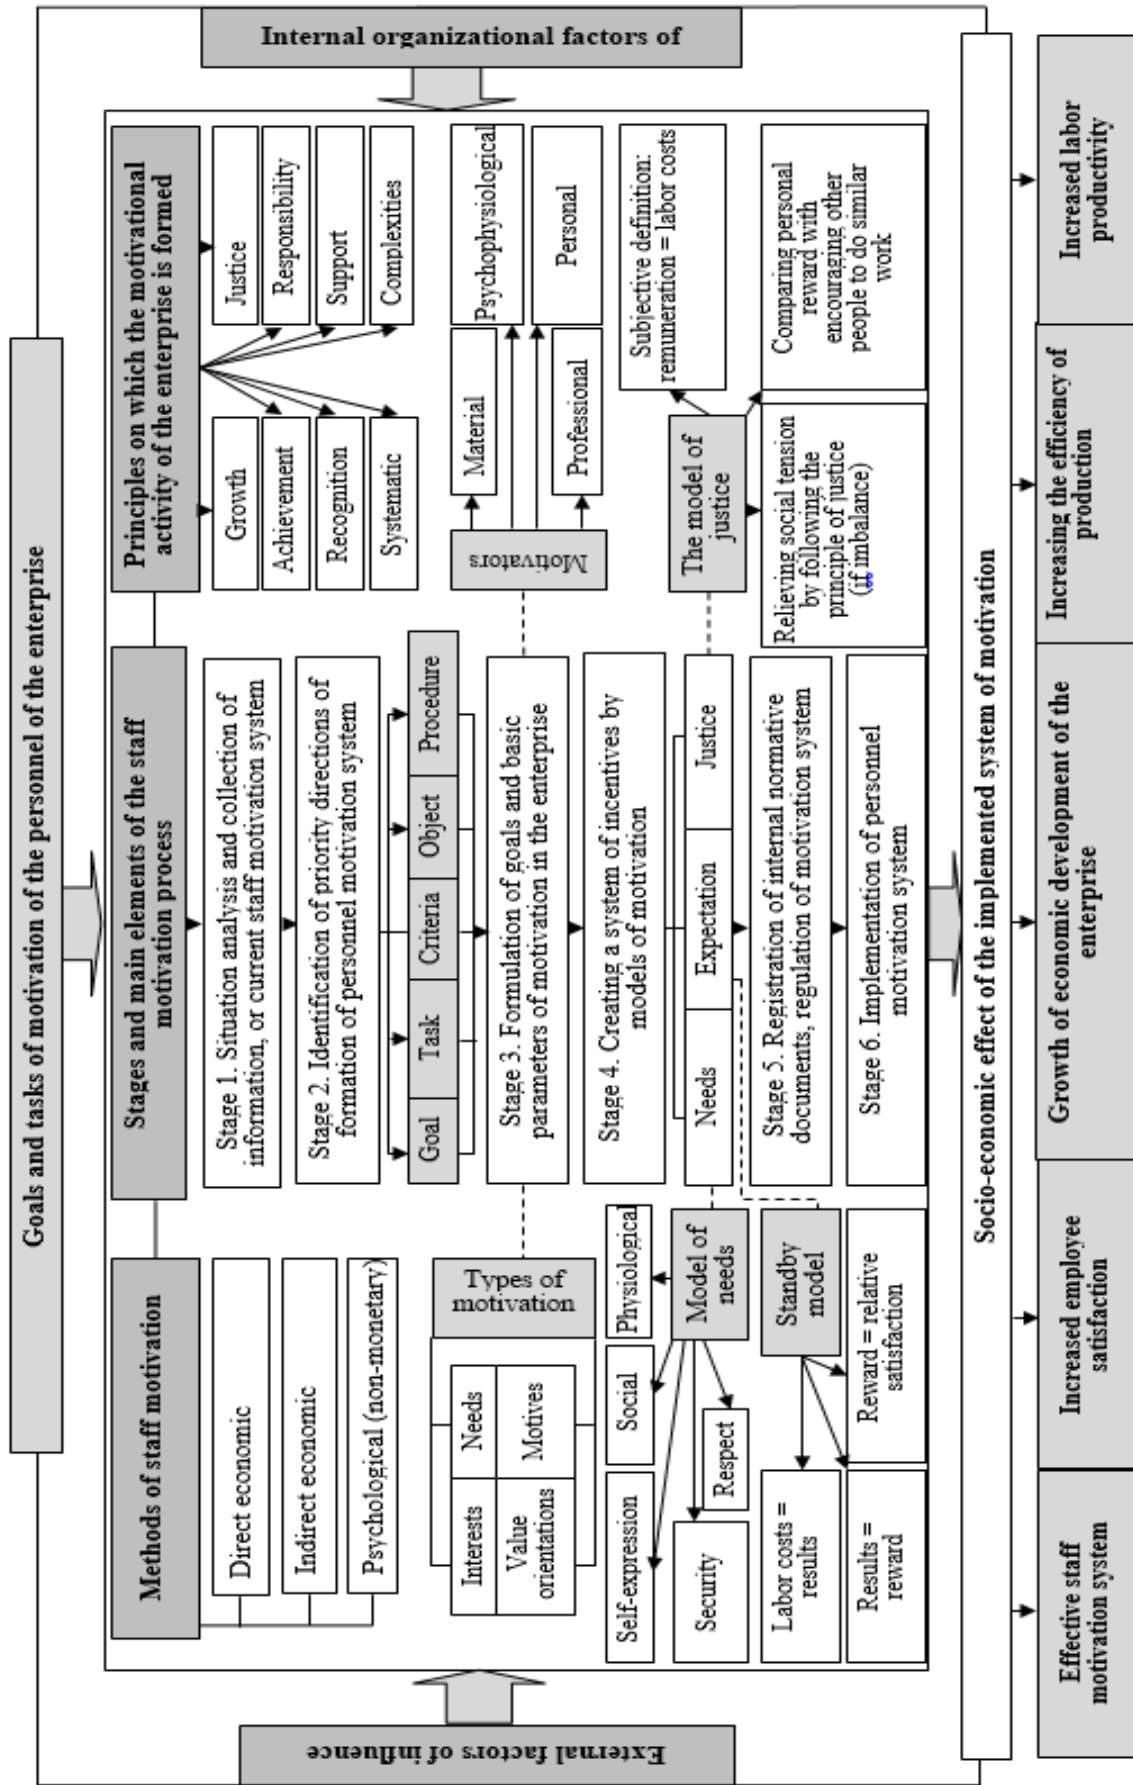 Goals and tasks of motivation of the personnel of the enterprise
External factors of influence
Internal organizational factors of
Methods of staff motivation
Direct economic
Indirect economic
Psychological (non-monetary)
Types of
motivation
Interests
Needs
Value
orientations
Motives
Model of
needs
Physiological
Social
Self-expression
Security
Respect
Standby
model
Labor costs =
results
Results =
reward
Reward = relative
satisfaction
Stages and main elements of the staff
motivation process
Stage 1. Situation analysis and collection of
information, or current staff motivation system
Stage 2. Identification of priority directions of
formation of personnel motivation system
Goal
Task
Criteria
Object
Procedure
Stage 3. Formulation of goals and basic
parameters of motivation in the enterprise
Stage 4. Creating a system of incentives by
models of motivation
Needs
Expectation
Justice
Stage 5. Registration of internal normative
documents, regulation of motivation system
Stage 6. Implementation of personnel
motivation system
Principles on which the motivational
activity of the enterprise is formed
Growth
Achievement
Recognition
Systematic
Justice
Responsibility
Support
Complexities
Motivators
Material
Psychophysiological
Professional
Personal
The model of
justice
Subjective definition:
remuneration = labor costs
Relieving social tension
by following the
principle of justice
(if imbalance)
Comparing personal
reward with
encouraging other
people to do similar
work
Socio-economic effect of the implemented system of motivation
Effective staff
motivation system
Increased employee
satisfaction
Growth of economic development of the
enterprise
Increasing the efficiency of
production
Increased labor
productivity